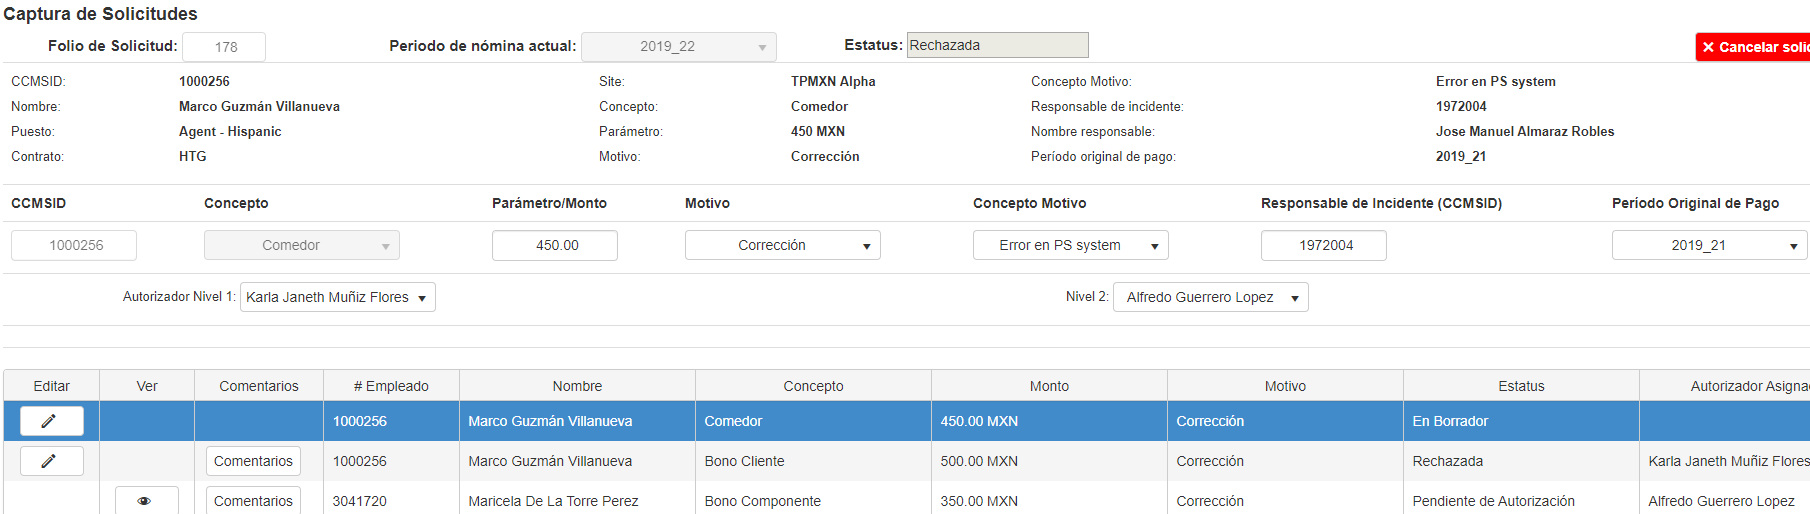 Captura de Solicitudes
Folio de Solicitud: 178 Periodo de nómina actual: 2019_22 Estatus: Rechazada × Cancelar solic
CCMSID: 1000256 Site: TPMXN Alpha Concepto Motivo: Error en PS system
Nombre: Marco Guzmán Villanueva Concepto: Comedor Responsable de incidente: 1972004
Puesto: Agent - Hispanic Parámetro: 450 MXN Nombre responsable: Jose Manuel Almaraz Robles
Contrato: HTG Motivo: Corrección Período original de pago: 2019_21
CCMSID Concepto Parámetro/Monto Motivo Concepto Motivo Responsable de Incidente (CCMSID) Período Original de Pago
1000256 Comedor 450.00 Corrección Error en PS system 1972004 2019_21
Autorizador Nivel 1: Karla Janeth Muñiz Flores Nivel 2: Alfredo Guerrero Lopez
Editar Ver Comentarios # Empleado Nombre Concepto Monto Motivo Estatus Autorizador Asignad
1000256 Marco Guzmán Villanueva Comedor 450.00 MXN Corrección En Borrador
Comentarios 1000256 Marco Guzmán Villanueva Bono Cliente 500.00 MXN Corrección Rechazada Karla Janeth Muñiz Flores
Comentarios 3041720 Maricela De La Torre Perez Bono Componente 350.00 MXN Corrección Pendiente de Autorización Alfredo Guerrero Lopez